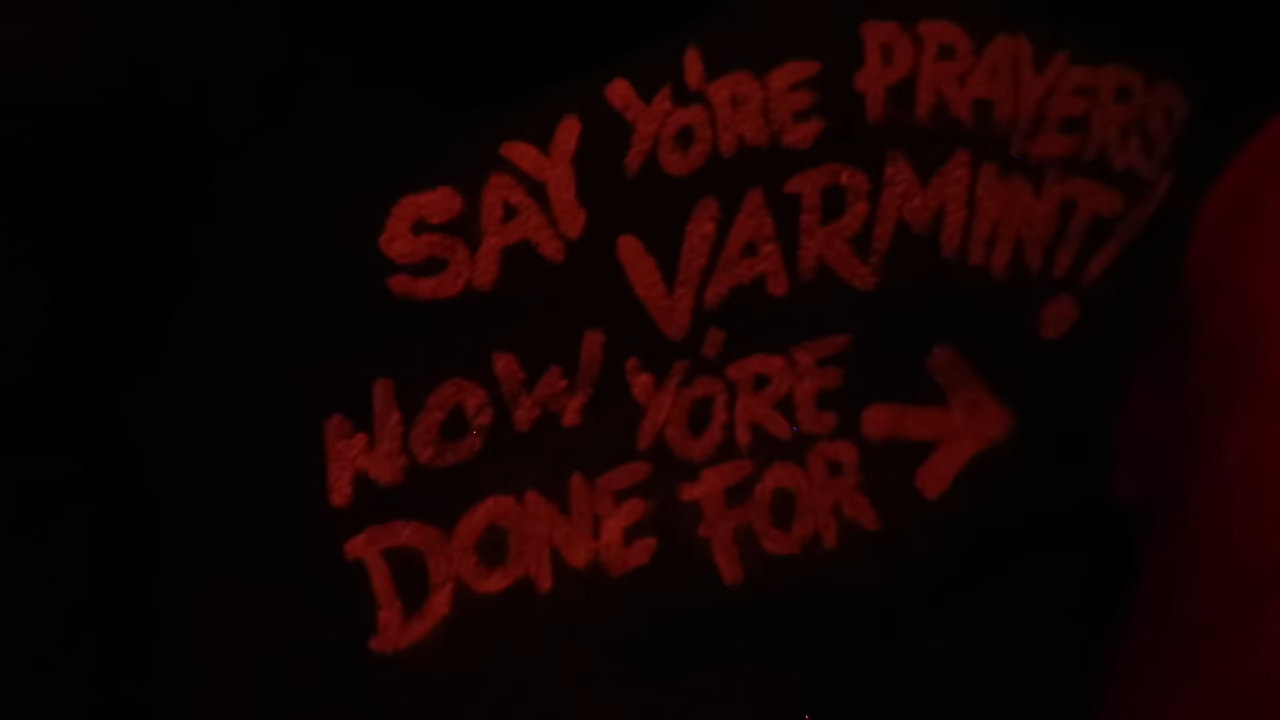 SAY YO'RE PRAYERS
VARMINT!
NOW YO'RE
DONE FOR →